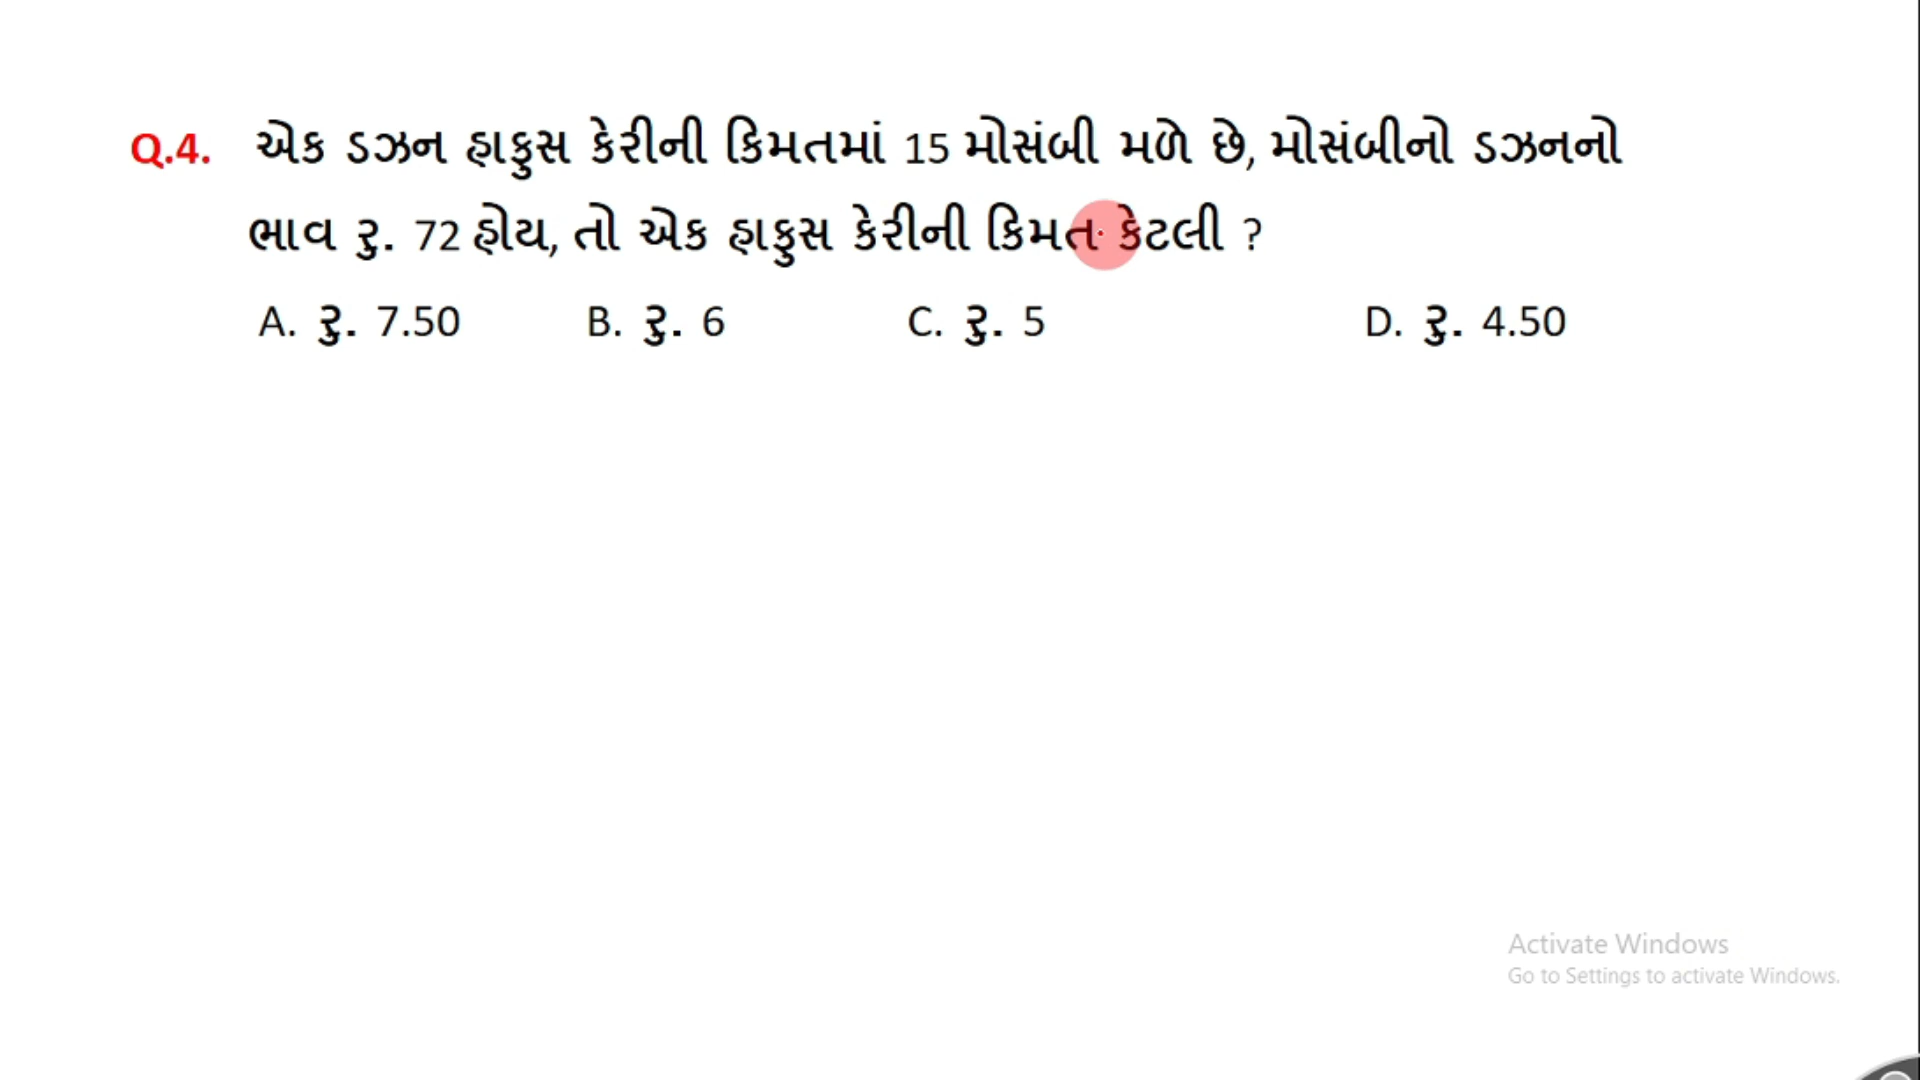 Q.4. એક ડઝન હાફુસ કેરીની કિંમતમાં 15 મોસંબી મળે છે, મોસંબીનો ડઝનનો
ભાવ રુ. 72 હોય, તો એક હાફુસ કેરીની કિંમત કેટલી ?
A. રુ. 7.50 B. રુ. 6 C. રુ. 5 D. રુ. 4.50
Activate Windows
Go to Settings to activate Windows.